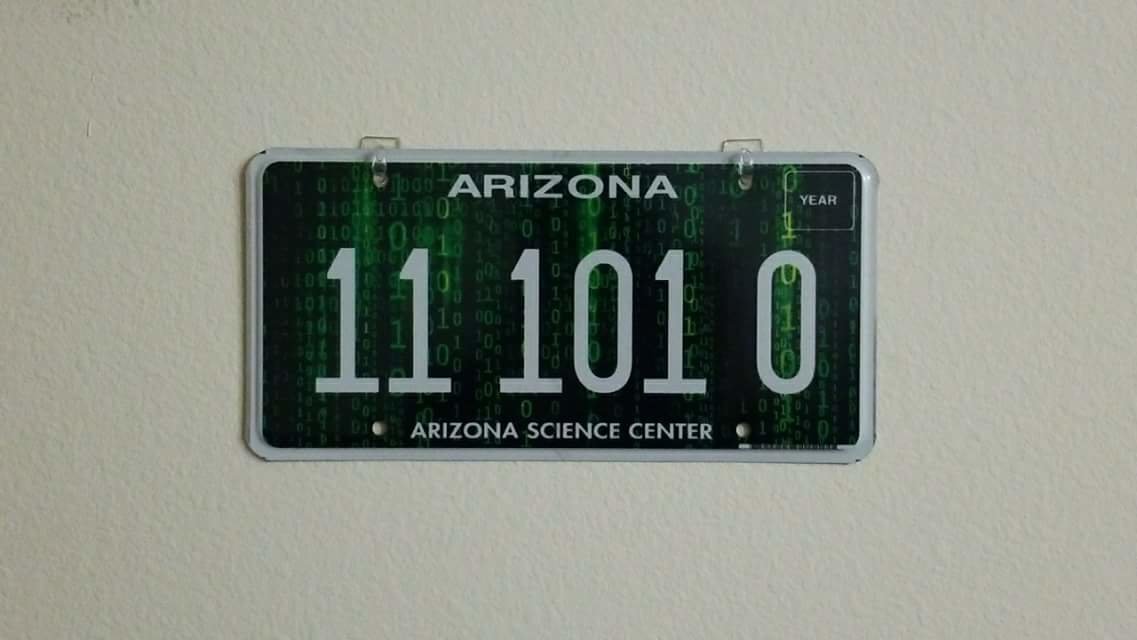 ARIZONA
YEAR
11 101 0
ARIZONA SCIENCE CENTER